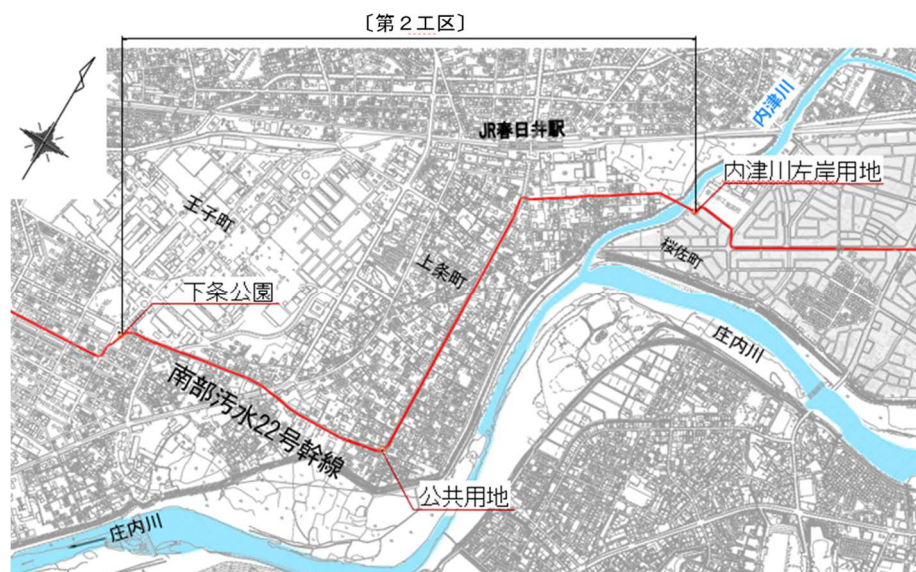 〔第２工区〕
JR春日井駅
内津川
内津川左岸用地
王子町
上条町
桜佐町
下条公園
庄内川
南部汚水22号幹線
公共用地
庄内川